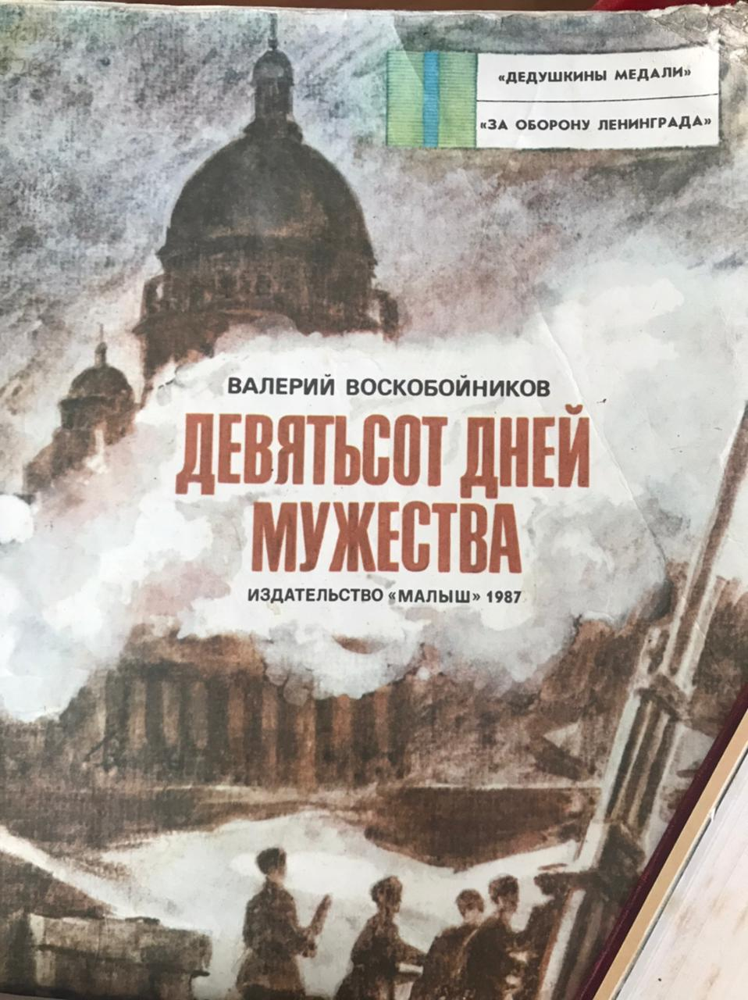 «ДЕДУШКИНЫ МЕДАЛИ»
«ЗА ОБОРОНУ ЛЕНИНГРАДА»
ВАЛЕРИЙ ВОСКОБОЙНИКОВ
ДЕВЯТЬСОТ ДНЕЙ
МУЖЕСТВА
ИЗДАТЕЛЬСТВО «МАЛЫШ» 1987